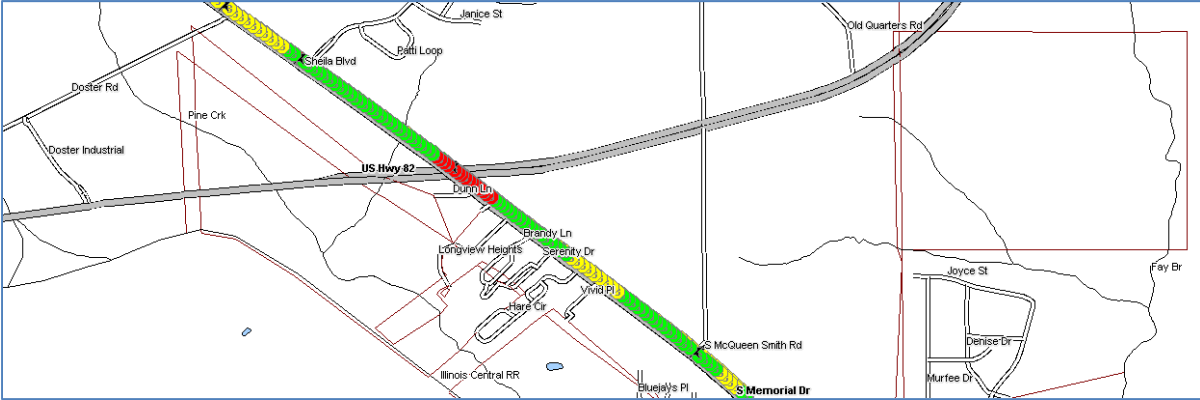 Janice St
Old Quarters Rd
Patti Loop
Sheila Blvd
Doster Rd
Pine Crk
Doster Industrial
US Hwy 82
Dunn Ln
Brandy Ln
Longview Heights
Serenity Dr
Fay Br
Joyce St
Vivid Pl
Hare Cir
S McQueen Smith Rd
Denise Dr
Illinois Central RR
Murfee Dr
Bluejays Pl
S Memorial Dr